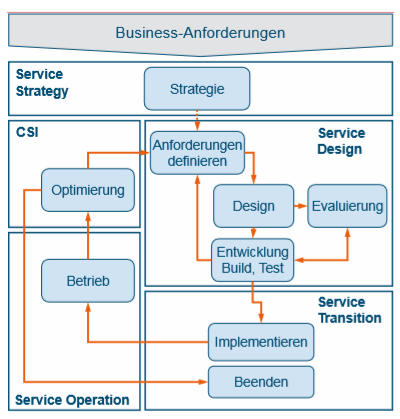 Business-Anforderungen
Service
Strategy
Strategie
CSI
Anforderungen
definieren
Service
Design
Optimierung
Design
Evaluierung
Entwicklung
Build, Test
Betrieb
Service
Transition
Implementieren
Beenden
Service Operation